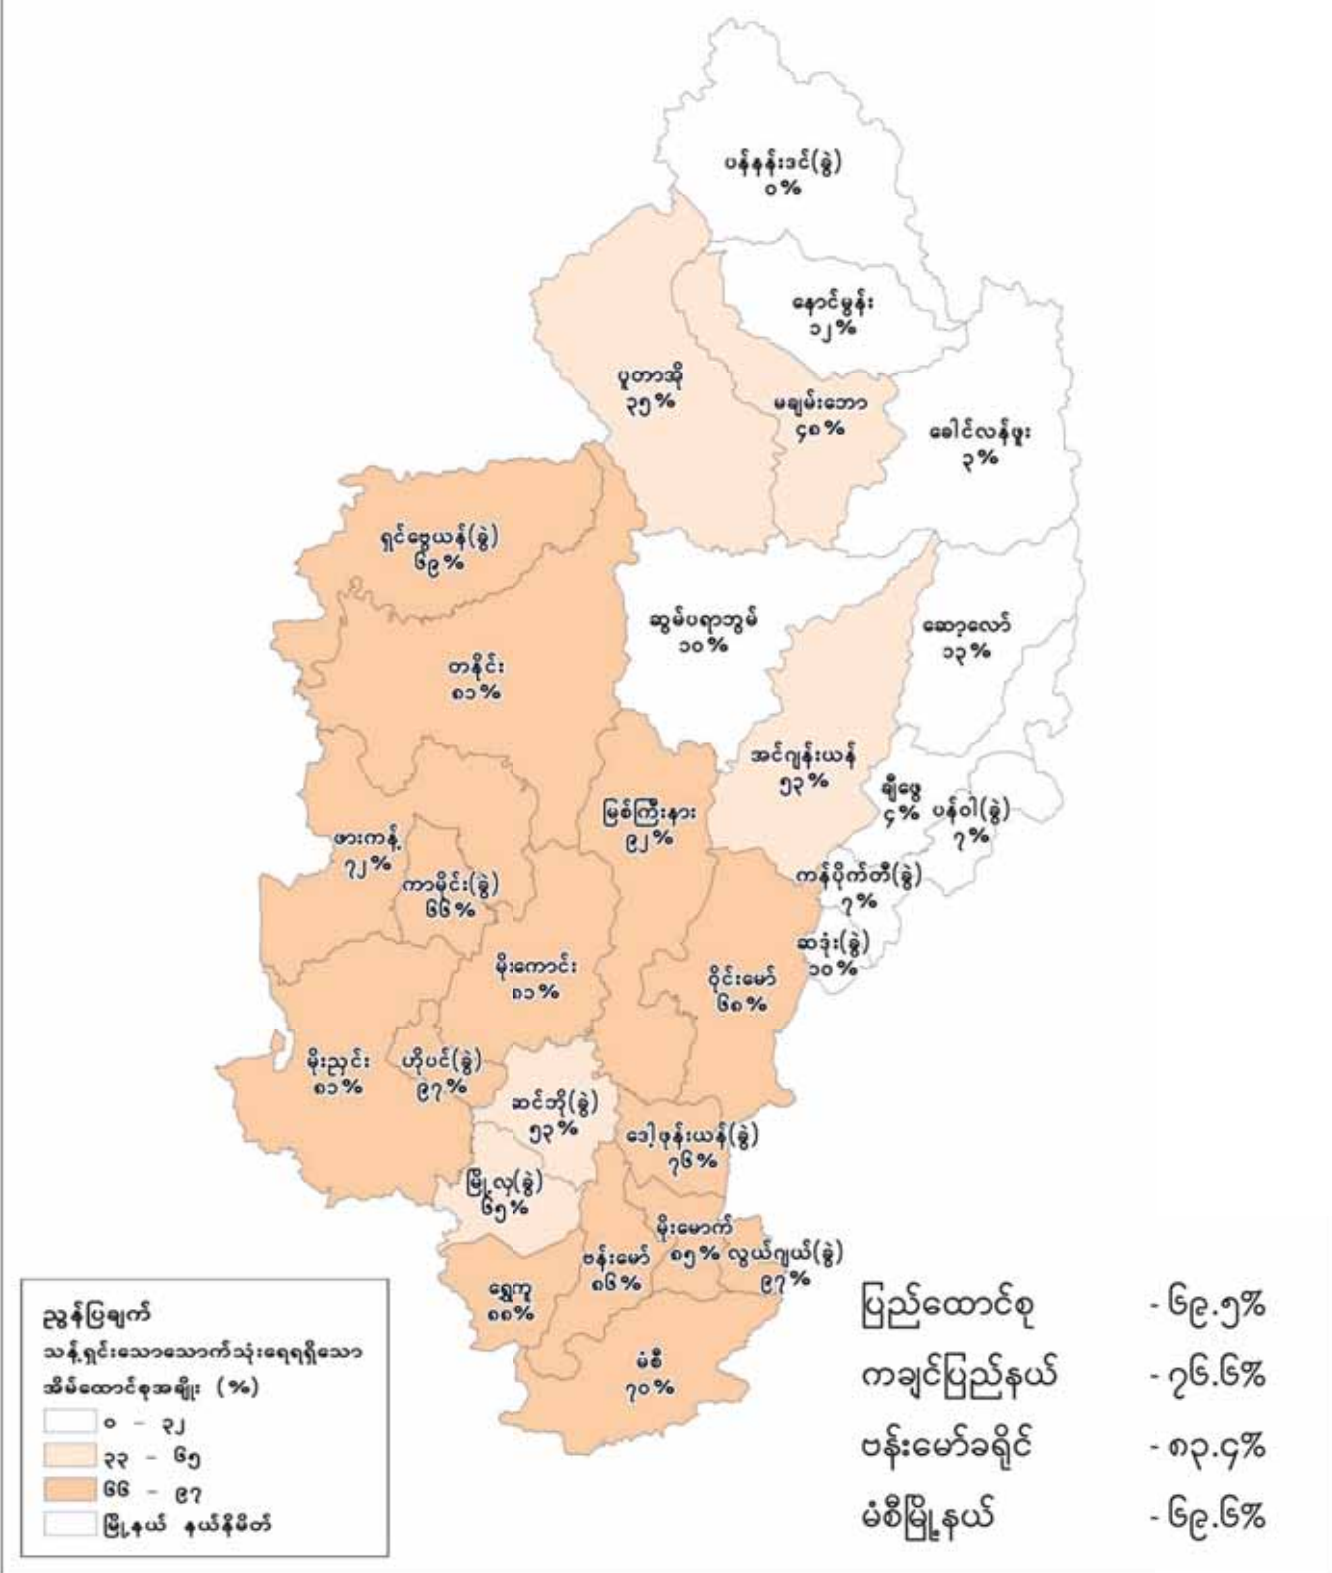 ပန်နန်းဒင်(ခွဲ)
၀%
နောင်မွန်း
၁၂%
ပူတာအို
၃၅%
မချမ်းဘော
၄၈%
ခေါင်လန်ဖူး
၃%
ရှင်ဗွေယန်(ခွဲ)
၆၉%
ဆွမ်ပရာဘွမ်
၁၀%
ဆော့လော်
၁၃%
တနိုင်း
၈၁%
အင်ဂျန်းယန်
၅၃%
ချီဖွေ
၄%
ပန်ဝါ(ခွဲ)
၇%
မြစ်ကြီးနား
၉၂%
ဖားကန့်
၇၂%
ကာမိုင်း(ခွဲ)
၆၆%
ကန်ပိုက်တီ(ခွဲ)
၇%
ဆဒုံး(ခွဲ)
၁၀%
မိုးကောင်း
၈၁%
ဝိုင်းမော်
၆၈%
မိုးညှင်း
၈၁%
ဟိုပင်(ခွဲ)
၉၇%
ဆင်ဘို(ခွဲ)
၅၃%
ဒေါ့ဖုန်းယန်(ခွဲ)
၇၆%
မြို့လှ(ခွဲ)
၆၅%
မိုးမောက်
၈၅%
လွယ်ဂျယ်(ခွဲ)
၉၇%
ဗန်းမော်
၈၆%
ရွှေကူ
၈၈%
မံစီ
၇၀%
ညွှန်ပြချက်
သန့်ရှင်းသောသောက်သုံးရေရရှိသော
အိမ်ထောင်စုအချိုး (%)
၀ – ၃၂
၃၃ – ၆၅
၆၆ – ၉၇
မြို့နယ် နယ်နိမိတ်
ပြည်ထောင်စု - ၆၉.၅%
ကချင်ပြည်နယ် - ၇၆.၆%
ဗန်းမော်ခရိုင် - ၈၃.၄%
မံစီမြို့နယ် - ၆၉.၆%